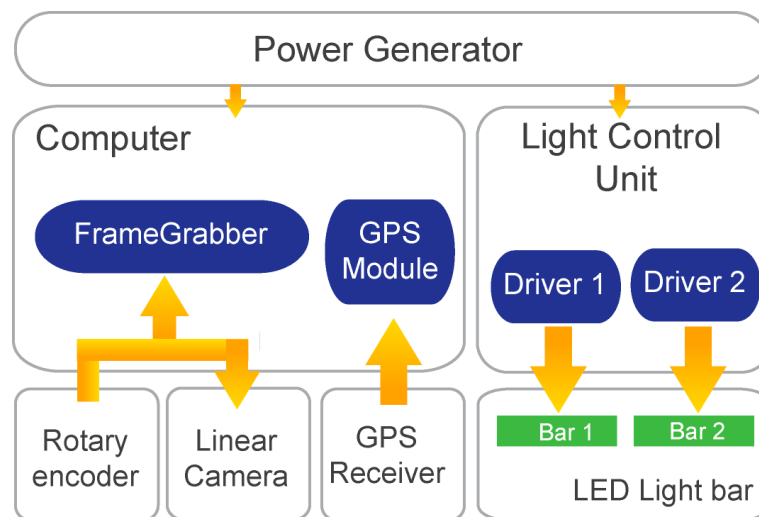 Power Generator
Computer
Light Control
Unit
FrameGrabber
GPS
Module
Driver 1
Driver 2
Rotary
encoder
Linear
Camera
GPS
Receiver
Bar 1
Bar 2
LED Light bar